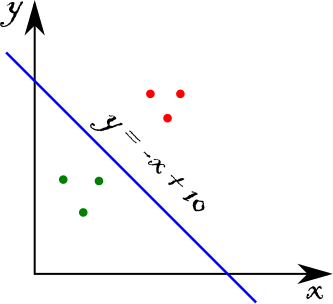 y
y = -x + 10
x